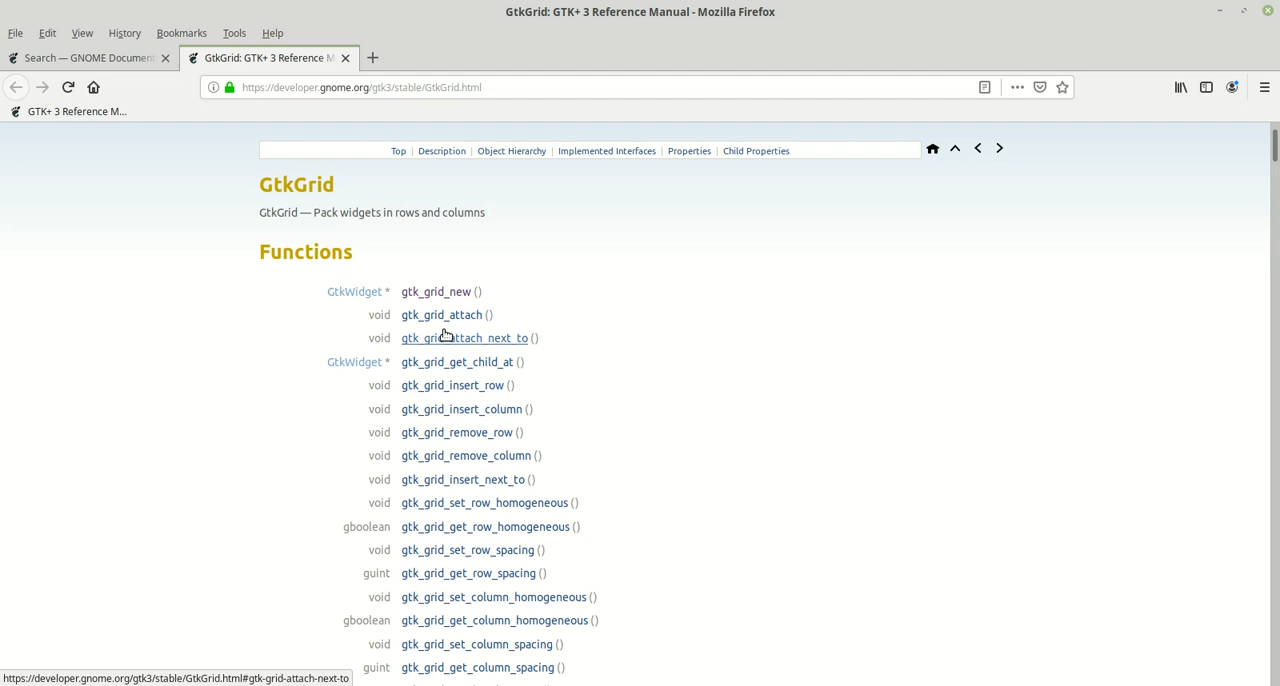 GtkGrid: GTK+ 3 Reference Manual - Mozilla Firefox
File Edit View History Bookmarks Tools Help
Search — GNOME Documen GtkGrid: GTK+ 3 Reference M
https://developer.gnome.org/gtk3/stable/GtkGrid.html
GTK+ 3 Reference M...
Top | Description | Object Hierarchy | Implemented Interfaces | Properties | Child Properties
GtkGrid
GtkGrid — Pack widgets in rows and columns
Functions
GtkWidget * gtk_grid_new ()
void gtk_grid_attach ()
void gtk_grid_attach_next_to ()
GtkWidget * gtk_grid_get_child_at ()
void gtk_grid_insert_row ()
void gtk_grid_insert_column ()
void gtk_grid_remove_row ()
void gtk_grid_remove_column ()
void gtk_grid_insert_next_to ()
void gtk_grid_set_row_homogeneous ()
gboolean gtk_grid_get_row_homogeneous ()
void gtk_grid_set_row_spacing ()
guint gtk_grid_get_row_spacing ()
void gtk_grid_set_column_homogeneous ()
gboolean gtk_grid_get_column_homogeneous ()
void gtk_grid_set_column_spacing ()
guint gtk_grid_get_column_spacing ()
https://developer.gnome.org/gtk3/stable/GtkGrid.html#gtk-grid-attach-next-to